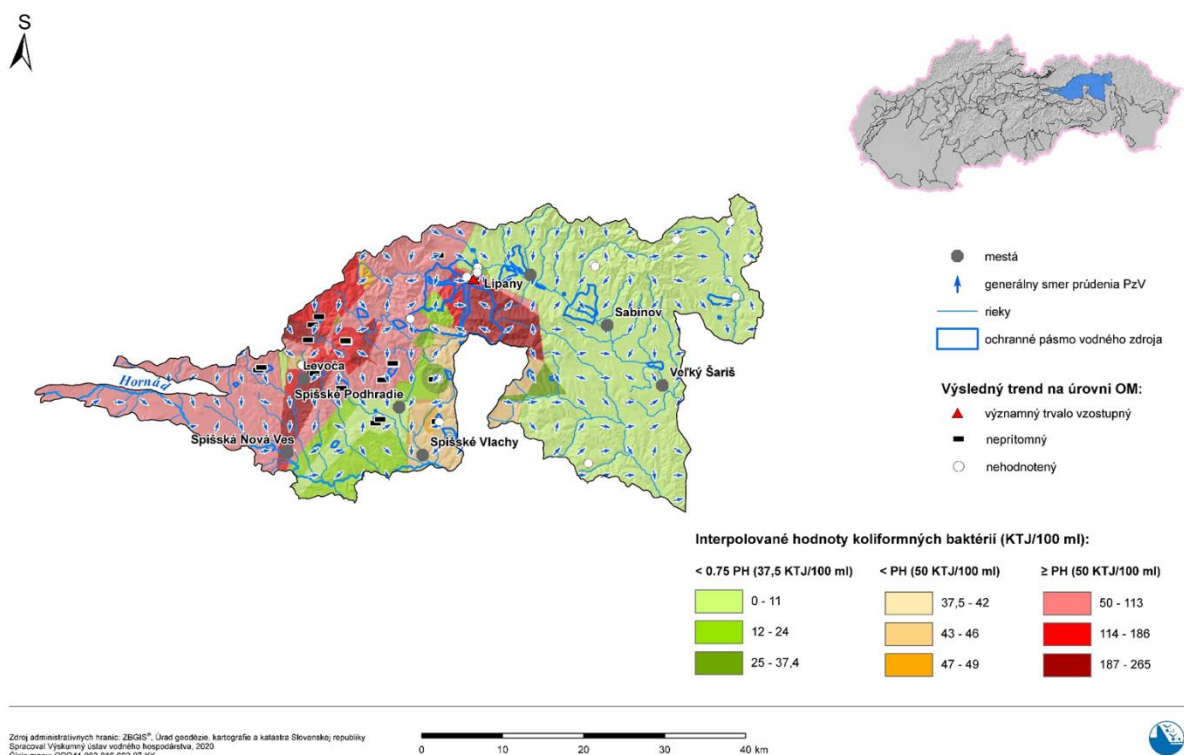 S
mestá
generálny smer prúdenia PzV
rieky
ochranné pásmo vodného zdroja
Výsledný trend na úrovni OM:
významný trvalo vzostupný
neprítomný
nehodnotený
Lipany
Sabinov
Levoča
Veľký Šariš
Hornád
Spišské Podhradie
Spišská Nová Ves
Spišské Vlachy
Interpolované hodnoty koliformných baktérií (KTJ/100 ml):
< 0.75 PH (37,5 KTJ/100 ml) < PH (50 KTJ/100 ml) ≥ PH (50 KTJ/100 ml)
0 - 11 37,5 - 42 50 - 113
12 - 24 43 - 46 114 - 186
25 - 37,4 47 - 49 187 - 265
Zdroj administratívnych hraníc: ZBGIS®, Úrad geodézie, kartografie a katastra Slovenskej republiky
Spracoval Výskumný ústav vodného hospodárstva, 2020
0 10 20 40 km